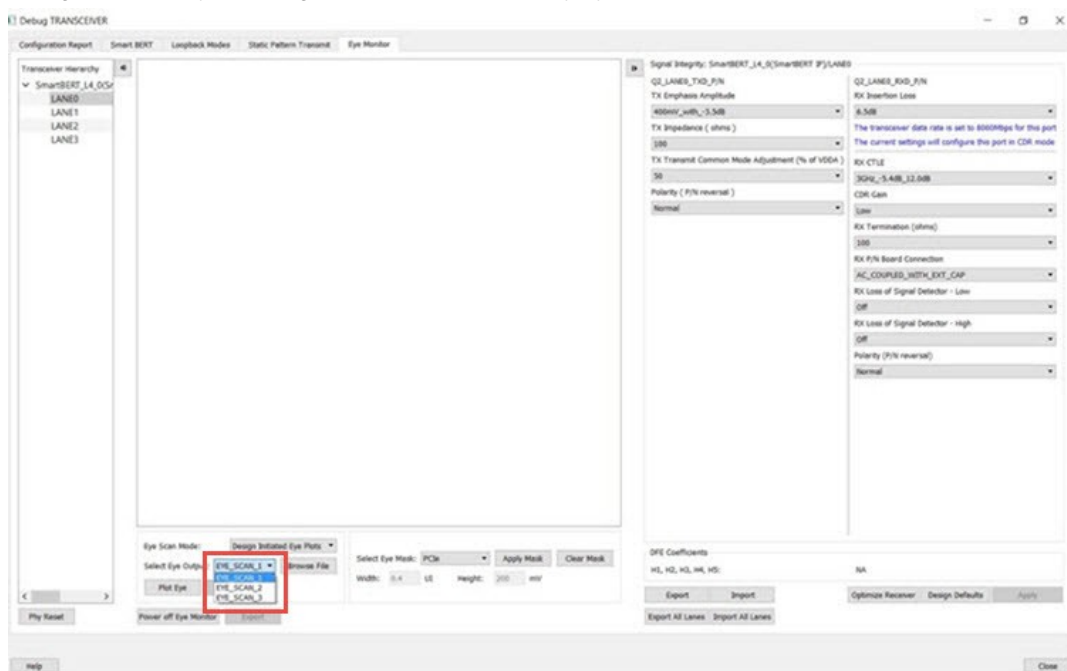 Debug TRANSCEIVER
Configuration Report Smart BERT Loopback Modes Static Pattern Transmit Eye Monitor
Transceiver Hierarchy
SmartBERT_L4_0(Sr
LANE0
LANE1
LANE2
LANE3
Signal Integrity: SmartBERT_L4_0(SmartBERT IP)/LANE0
Q2_LANE0_TXD_P/N
TX Emphasis Amplitude
400mV_with_-3.5dB
TX Impedance ( ohms )
100
TX Transmit Common Mode Adjustment (% of VDDA )
50
Polarity ( P/N reversal )
Normal
Q2_LANE0_RXD_P/N
RX Insertion Loss
6.5dB
The transceiver data rate is set to 8000Mbps for this port
The current settings will configure this port in CDR mode
RX CTLE
3GHz_-5.4dB_12.0dB
CDR Gain
Low
RX Termination (ohms)
100
RX P/N Board Connection
AC_COUPLED_WITH_EXT_CAP
RX Loss of Signal Detector - Low
Off
RX Loss of Signal Detector - High
Off
Polarity (P/N reversal)
Normal
Eye Scan Mode: Design Initiated Eye Plots
Select Eye Outpu EYE_SCAN_1 Browse File
EYE_SCAN_1
EYE_SCAN_2
EYE_SCAN_3
Plot Eye
Select Eye Mask: PCIe Apply Mask Clear Mask
Width: 0.4 UI Height: 200 mV
DFE Coefficients
H1, H2, H3, H4, H5: NA
Export Import Optimize Receiver Design Defaults Apply
Phy Reset Power off Eye Monitor Export Export All Lanes Import All Lanes
Help Close